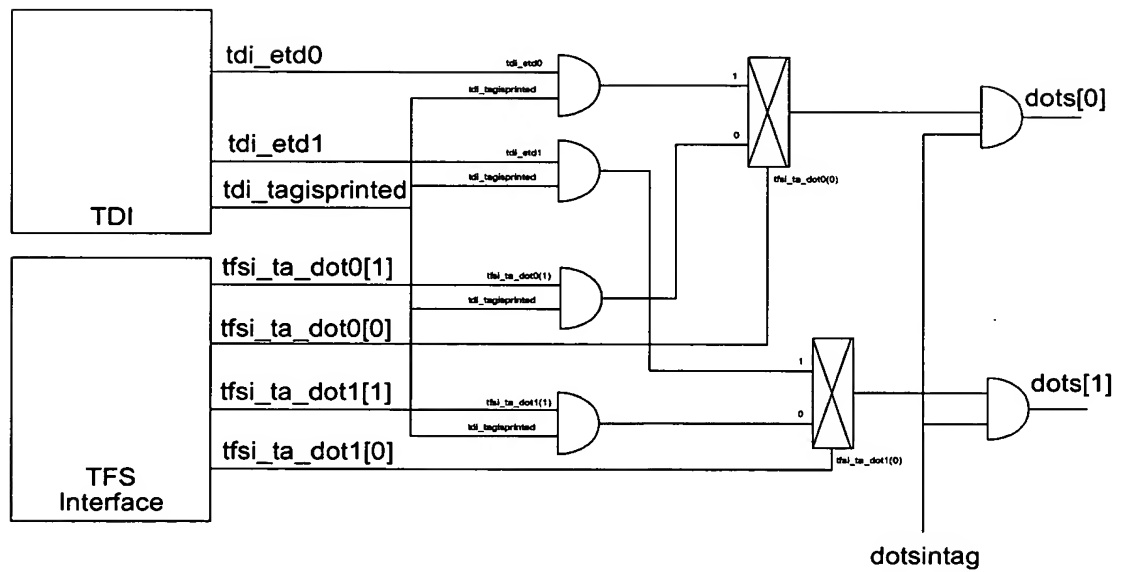 tdi_etd0
tdi_etd0
tdi_tagisprinted
1
0
dots[0]
tdi_etd1
tdi_etd1
tdi_tagisprinted
tfsi_ta_dot0(0)
tdi_tagisprinted
TDI
tfsi_ta_dot0[1]
tfsi_ta_dot0(1)
tdi_tagisprinted
tfsi_ta_dot0[0]
1
0
dots[1]
tfsi_ta_dot1[1]
tfsi_ta_dot1(1)
tdi_tagisprinted
tfsi_ta_dot1[0]
tfsi_ta_dot1(0)
TFS
Interface
dotsintag